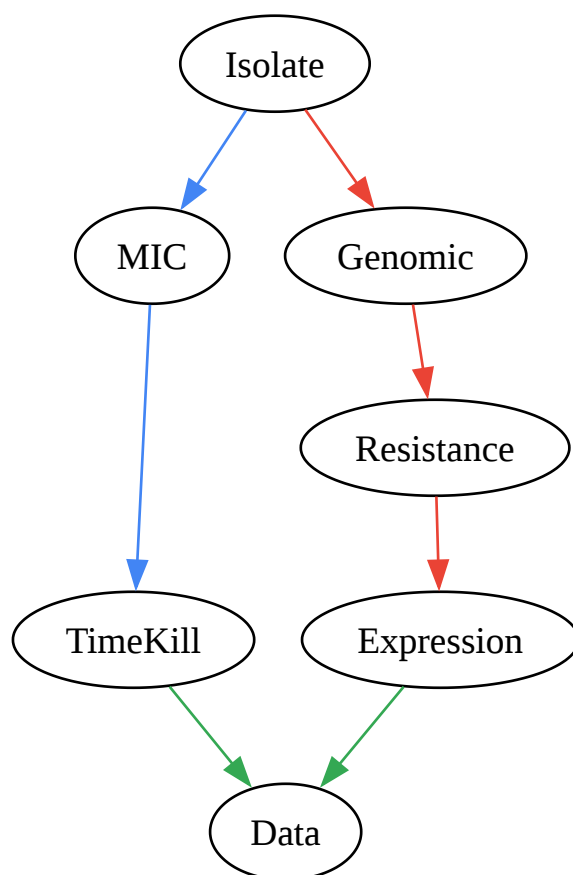 Isolate
MIC
Genomic
Resistance
TimeKill
Expression
Data